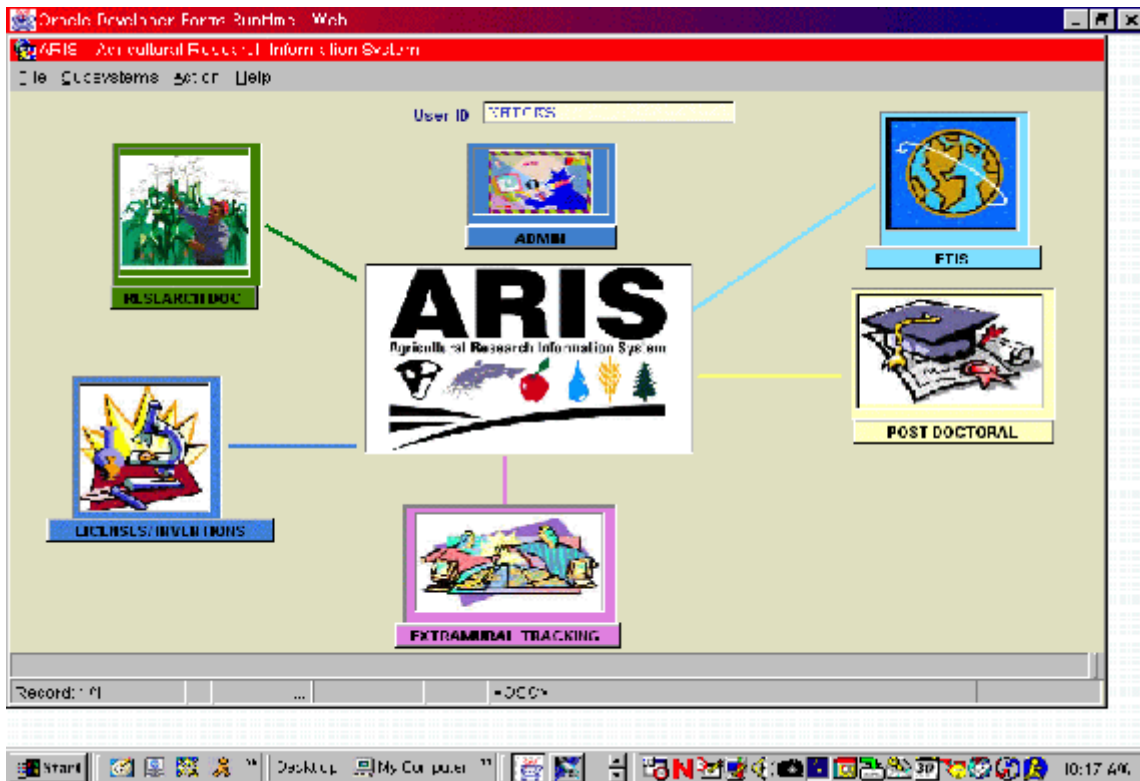 Oracle Developer Forms Runtime - Web
ARIS - Agricultural Research Information System
File Subsystems Action Help
User ID
ADMIN
RESEARCH DOC
ARIS
Agricultural Research Information System
POST DOCTORAL
LICENSES/INVENTIONS
EXTRAMURAL TRACKING
Record: 1/1
...
<OSC>
Start
Desktop
My Computer
10:17 AM